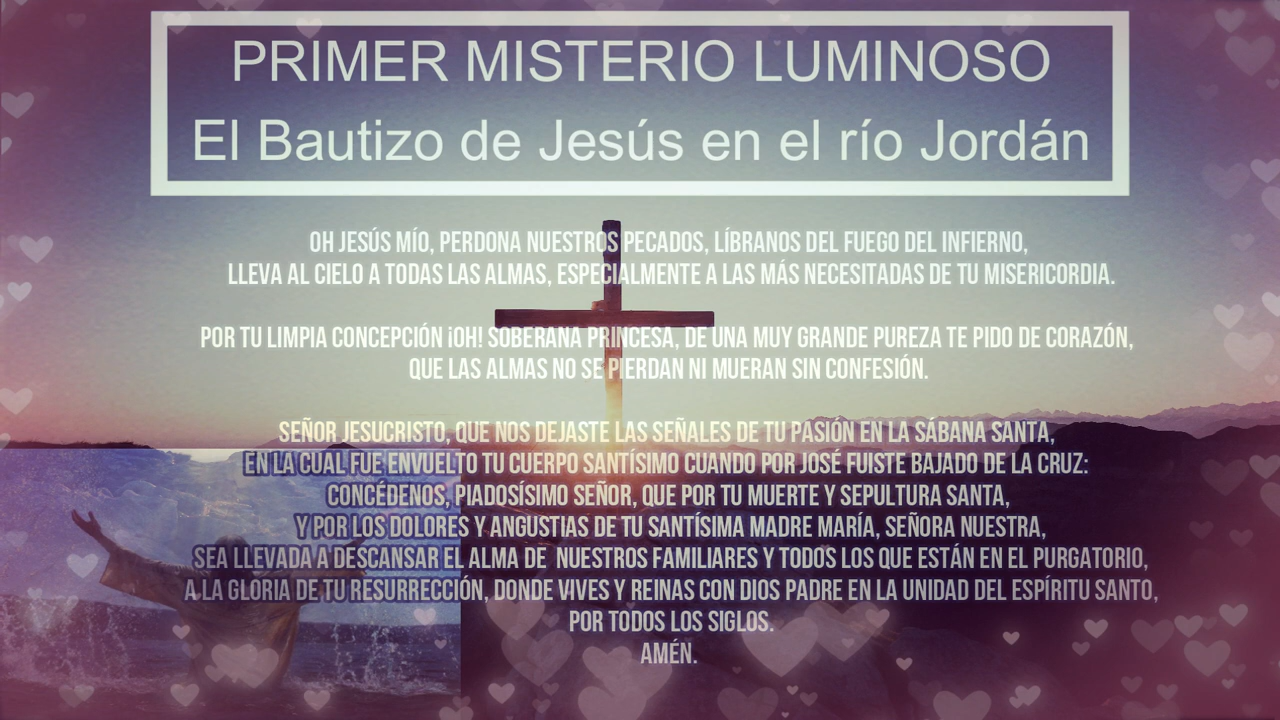 PRIMER MISTERIO LUMINOSO
El Bautizo de Jesús en el río Jordán
OH JESÚS MÍO, PERDONA NUESTROS PECADOS, LÍBRANOS DEL FUEGO DEL INFIERNO,
LLEVA AL CIELO A TODAS LAS ALMAS, ESPECIALMENTE A LAS MÁS NECESITADAS DE TU MISERICORDIA.
POR TU LIMPIA CONCEPCIÓN ¡OH! SOBERANA PRINCESA, DE UNA MUY GRANDE PUREZA TE PIDO DE CORAZÓN,
QUE LAS ALMAS NO SE PIERDAN NI MUERAN SIN CONFESIÓN.
SEÑOR JESUCRISTO, QUE NOS DEJASTE LAS SEÑALES DE TU PASIÓN EN LA SÁBANA SANTA,
EN LA CUAL FUE ENVUELTO TU CUERPO SANTÍSIMO CUANDO POR JOSÉ FUISTE BAJADO DE LA CRUZ:
CONCÉDENOS, PIADOSÍSIMO SEÑOR, QUE POR TU MUERTE Y SEPULTURA SANTA,
Y POR LOS DOLORES Y ANGUSTIAS DE TU SANTÍSIMA MADRE MARÍA, SEÑORA NUESTRA,
SEA LLEVADA A DESCANSAR EL ALMA DE NUESTROS FAMILIARES Y TODOS LOS QUE ESTÁN EN EL PURGATORIO,
A LA GLORIA DE TU RESURRECCIÓN, DONDE VIVES Y REINAS CON DIOS PADRE EN LA UNIDAD DEL ESPÍRITU SANTO,
POR TODOS LOS SIGLOS.
AMÉN.